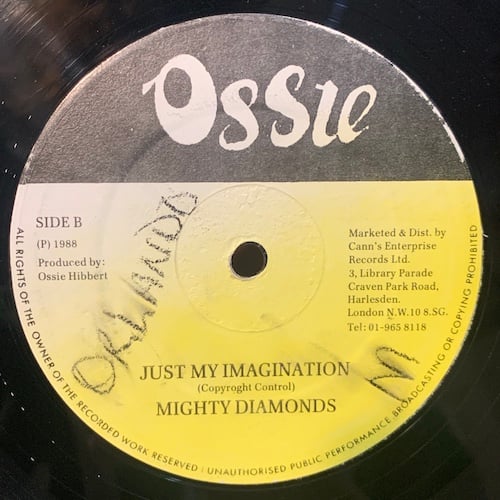 Ossie
SIDE B
(P) 1988
Produced by:
Ossie Hibbert
Marketed & Dist. by
Cann's Enterprise
Records Ltd.
3, Library Parade
Craven Park Road,
Harlesden.
London N.W.10 8.SG.
Tel: 01-965 8118
ORLANDO
JUST MY IMAGINATION
(Copyroght Control)
MIGHTY DIAMONDS
ALL RIGHTS OF THE OWNER OF THE RECORDED WORK RESERVED | UNAUTHORISED PUBLIC PERFORMANCE, BROADCASTING OR COPYING PROHIBITED